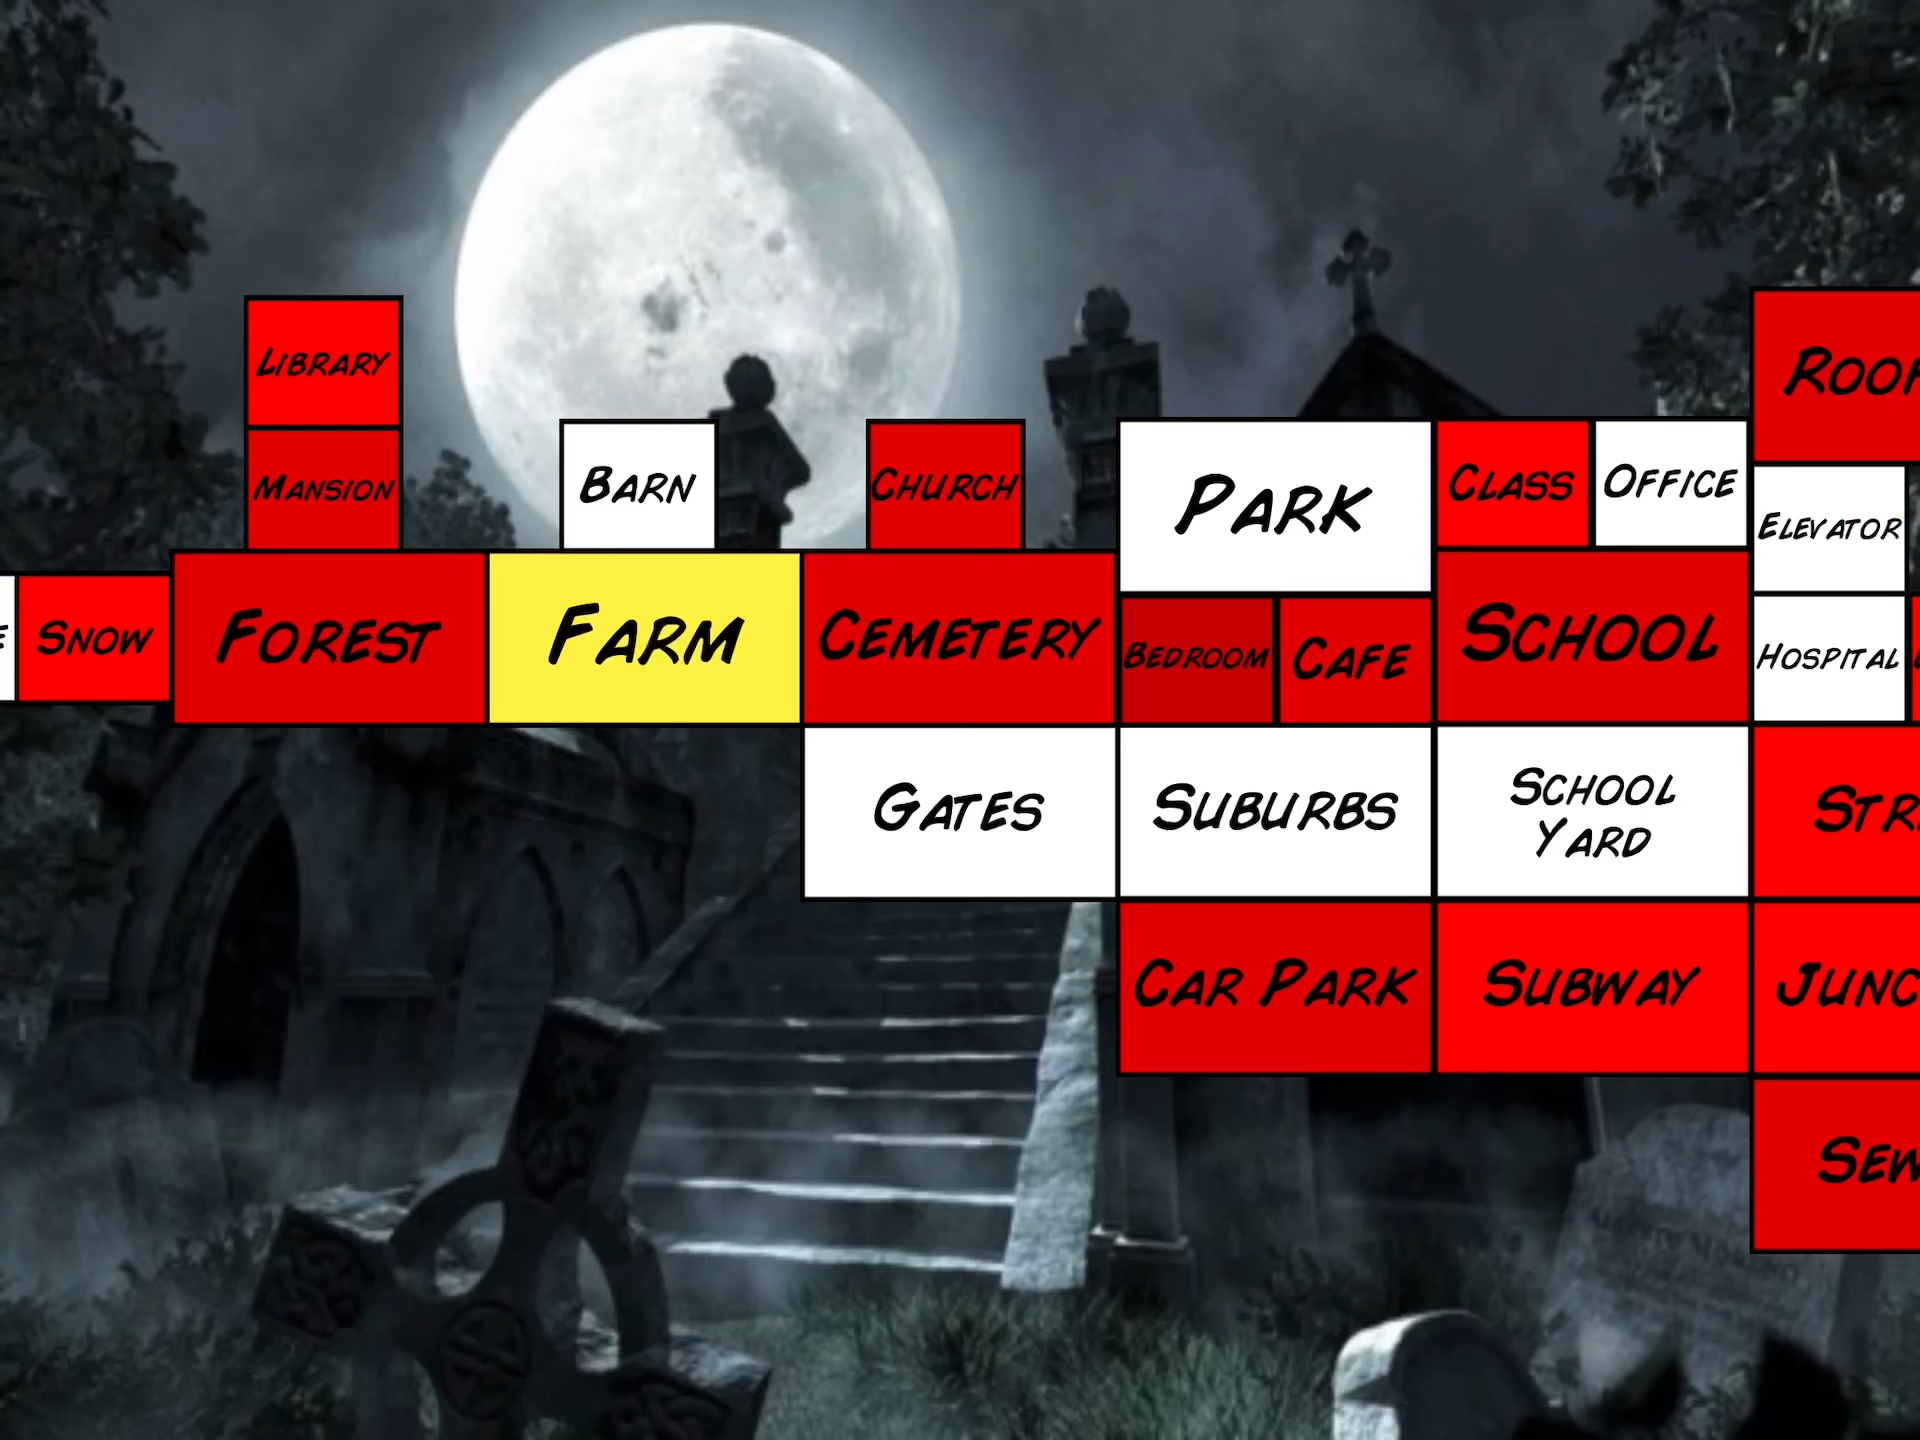 Library
Roof
Mansion
Barn
Church
Park
Class
Office
Elevator
Snow
Forest
Farm
Cemetery
Bedroom
Cafe
School
Hospital
Gates
Suburbs
School
Yard
Car Park
Subway